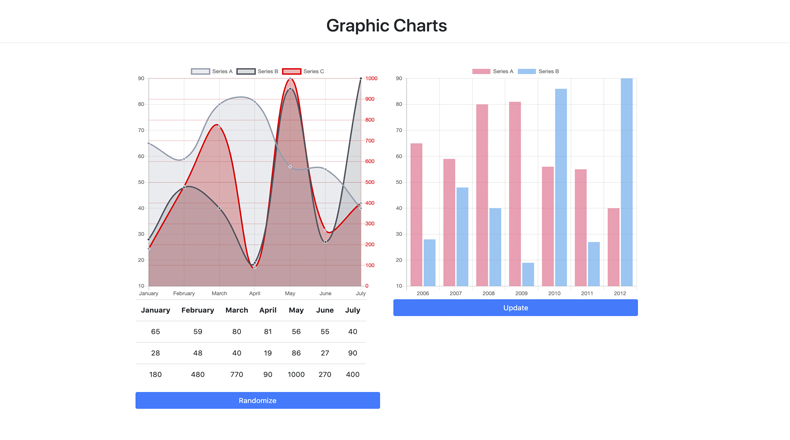 Graphic Charts
Series A Series B Series C
90 1000
80 900
800
70 700
60 600
50 500
40 400
300
30 200
20 100
10 0
January February March April May June July
January February March April May June July
65 59 80 81 56 55 40
28 48 40 19 86 27 90
180 480 770 90 1000 270 400
Randomize
Series A Series B
90
80
70
60
50
40
30
20
10
2006 2007 2008 2009 2010 2011 2012
Update